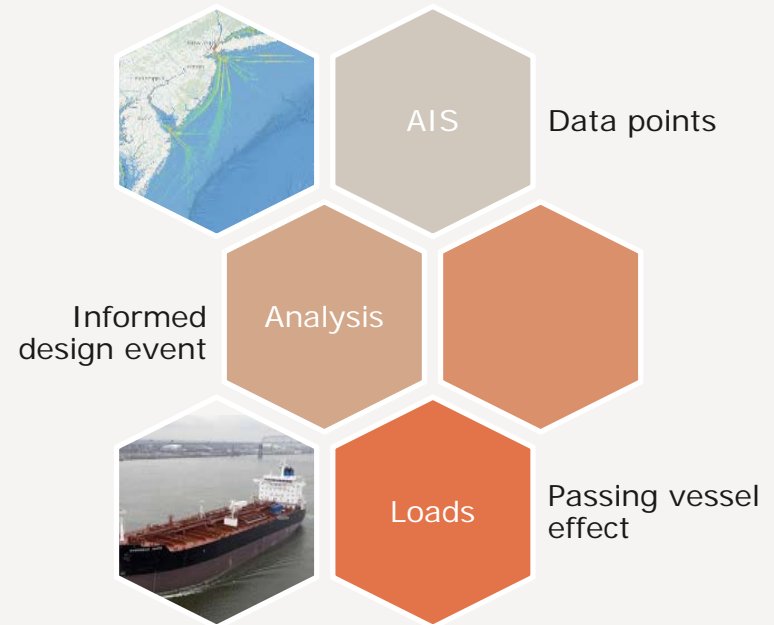 AIS
Data points
Analysis
Informed
design event
Loads
Passing vessel
effect